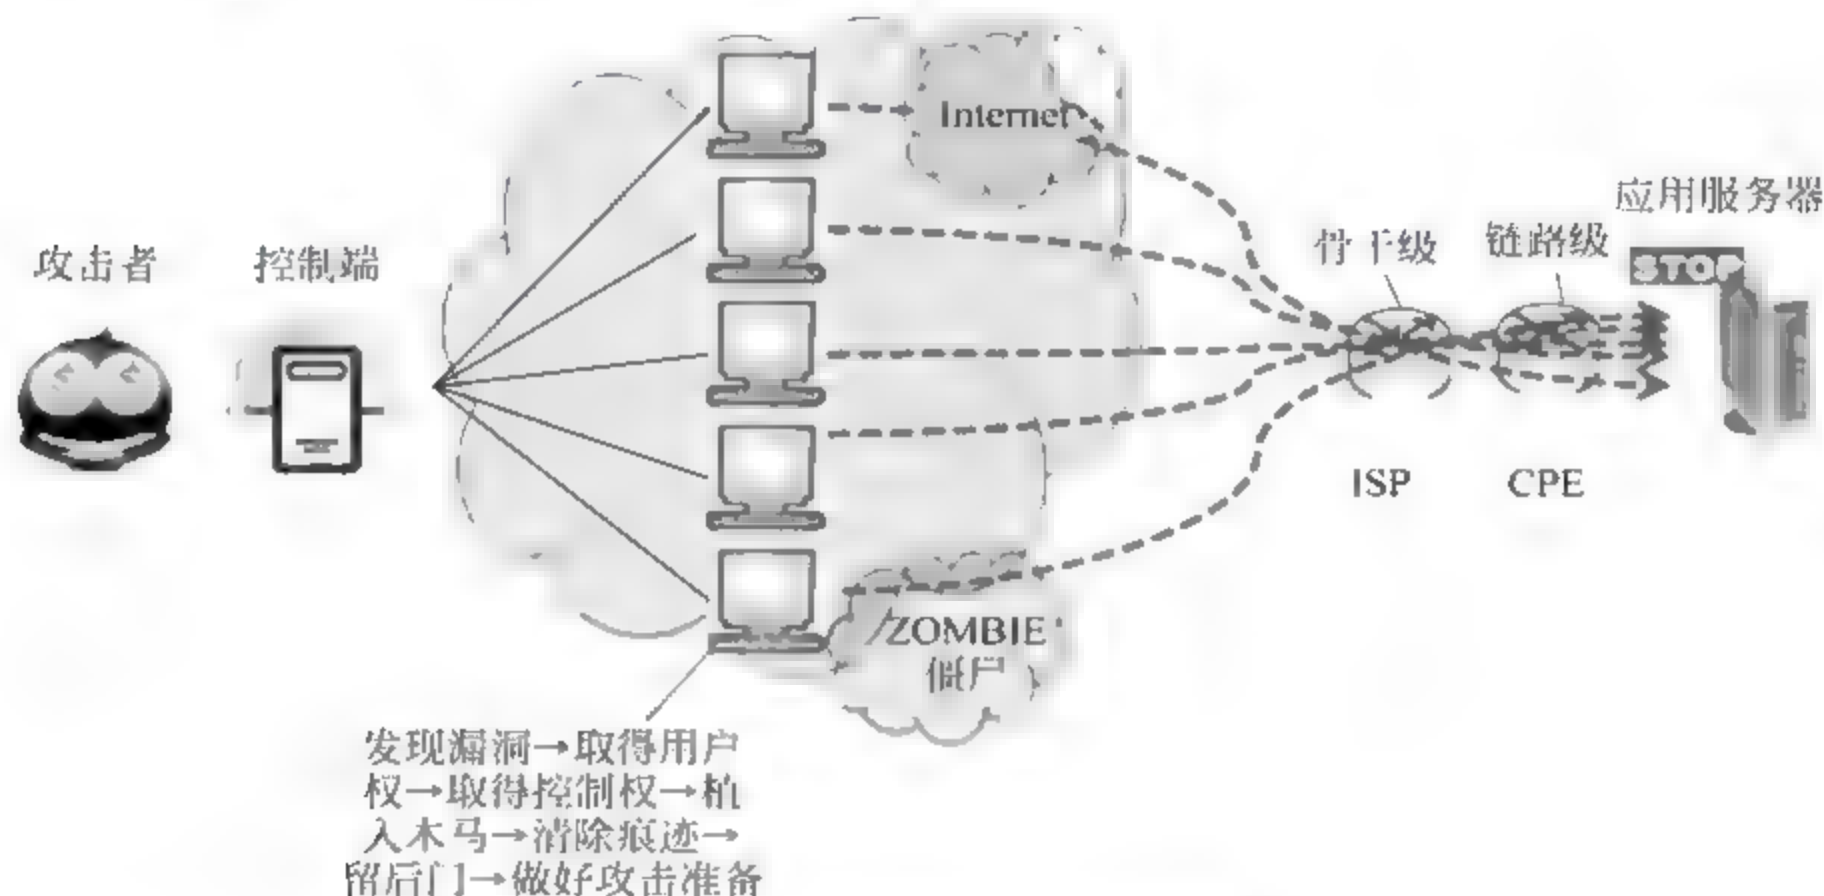 Internet
应用服务器
骨干级
链路级
STOP
攻击者
控制端
ISP
CPE
ZOMBIE
僵尸
发现漏洞→取得用户
权→取得控制权→植
入木马→清除痕迹→
留后门→做好攻击准备